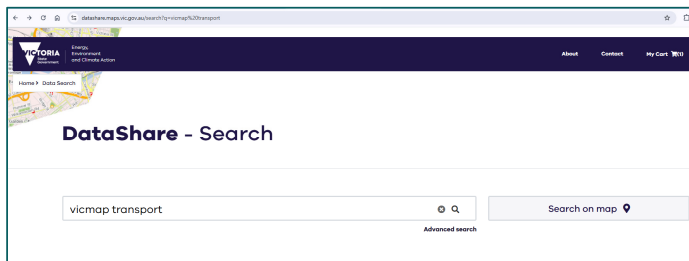 datashare.maps.vic.gov.au/search?q=vicmap%20transport
VICTORIA
State
Government
Energy,
Environment
and Climate Action
About Contact My Cart (1)
Home > Data Search
DataShare - Search
vicmap transport
Search on map
Advanced search